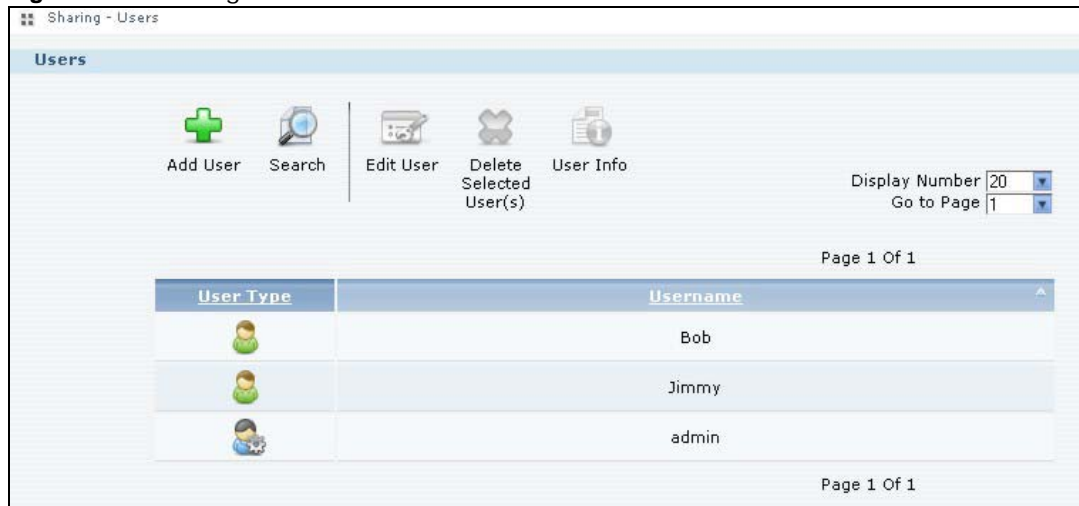 Sharing - Users
Users
Add User
Search
Edit User
Delete
Selected
User(s)
User Info
Display Number 20
Go to Page 1
Page 1 Of 1
User Type Username
Bob
Jimmy
admin
Page 1 Of 1